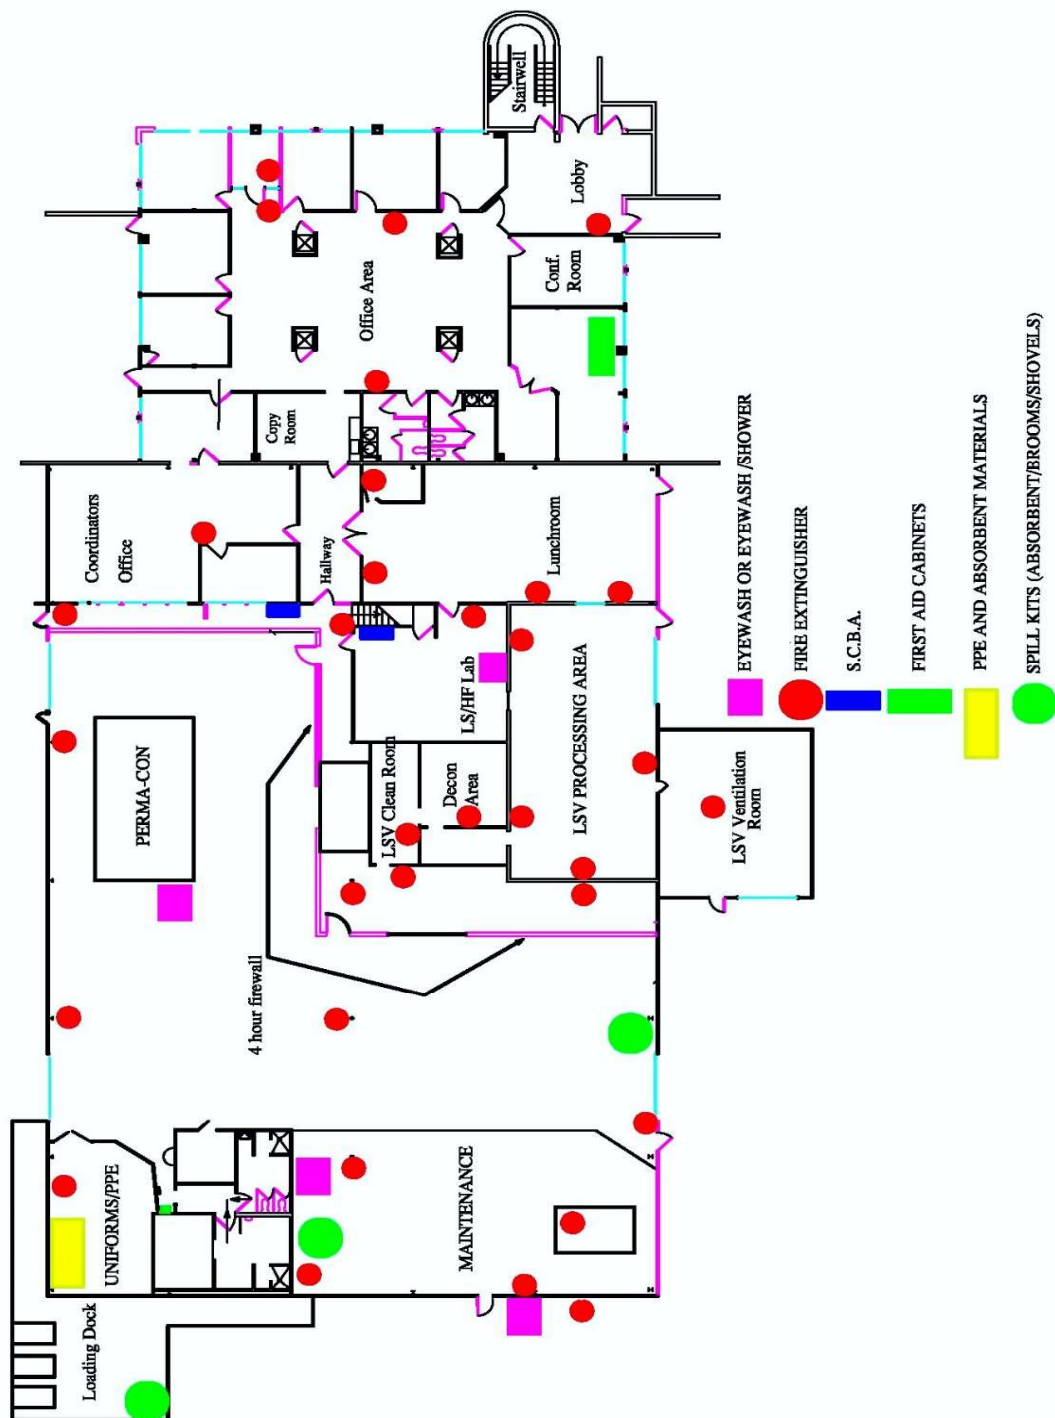 Stairwell
Lobby
Conf.
Room
Office Area
Copy
Room
Coordinators
Office
Hallway
Lunchroom
LS/HF Lab
LSV Clean Room
Decon
Area
LSV PROCESSING AREA
LSV Ventilation
Room
PERMA-CON
4 hour firewall
UNIFORMS/PPE
MAINTENANCE
Loading Dock
EYEWASH OR EYEWASH /SHOWER
FIRE EXTINGUISHER
S.C.B.A.
FIRST AID CABINETS
PPE AND ABSORBENT MATERIALS
SPILL KITS (ABSORBENT/BROOMS/SHOVELS)